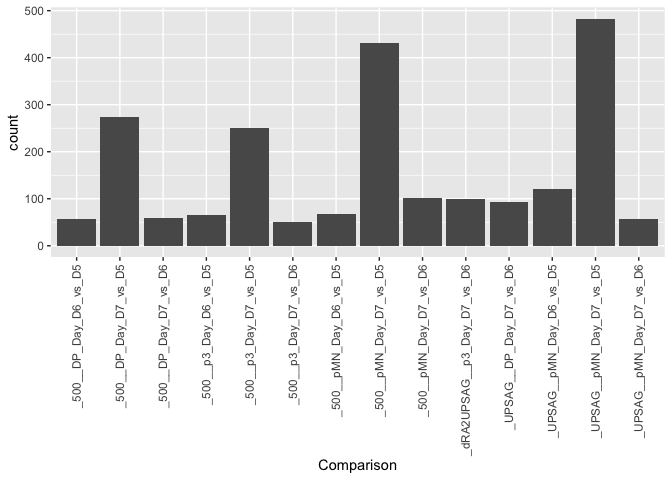 500
400
300
200
100
0
count
_500__DP_Day_D6_vs_D5
_500__DP_Day_D7_vs_D5
_500__DP_Day_D7_vs_D6
_500__p3_Day_D6_vs_D5
_500__p3_Day_D7_vs_D5
_500__p3_Day_D7_vs_D6
_500__pMN_Day_D6_vs_D5
_500__pMN_Day_D7_vs_D5
_500__pMN_Day_D7_vs_D6
_dRA2UPSAG__p3_Day_D7_vs_D6
_UPSAG__DP_Day_D7_vs_D6
_UPSAG__pMN_Day_D6_vs_D5
_UPSAG__pMN_Day_D7_vs_D5
_UPSAG__pMN_Day_D7_vs_D6
Comparison